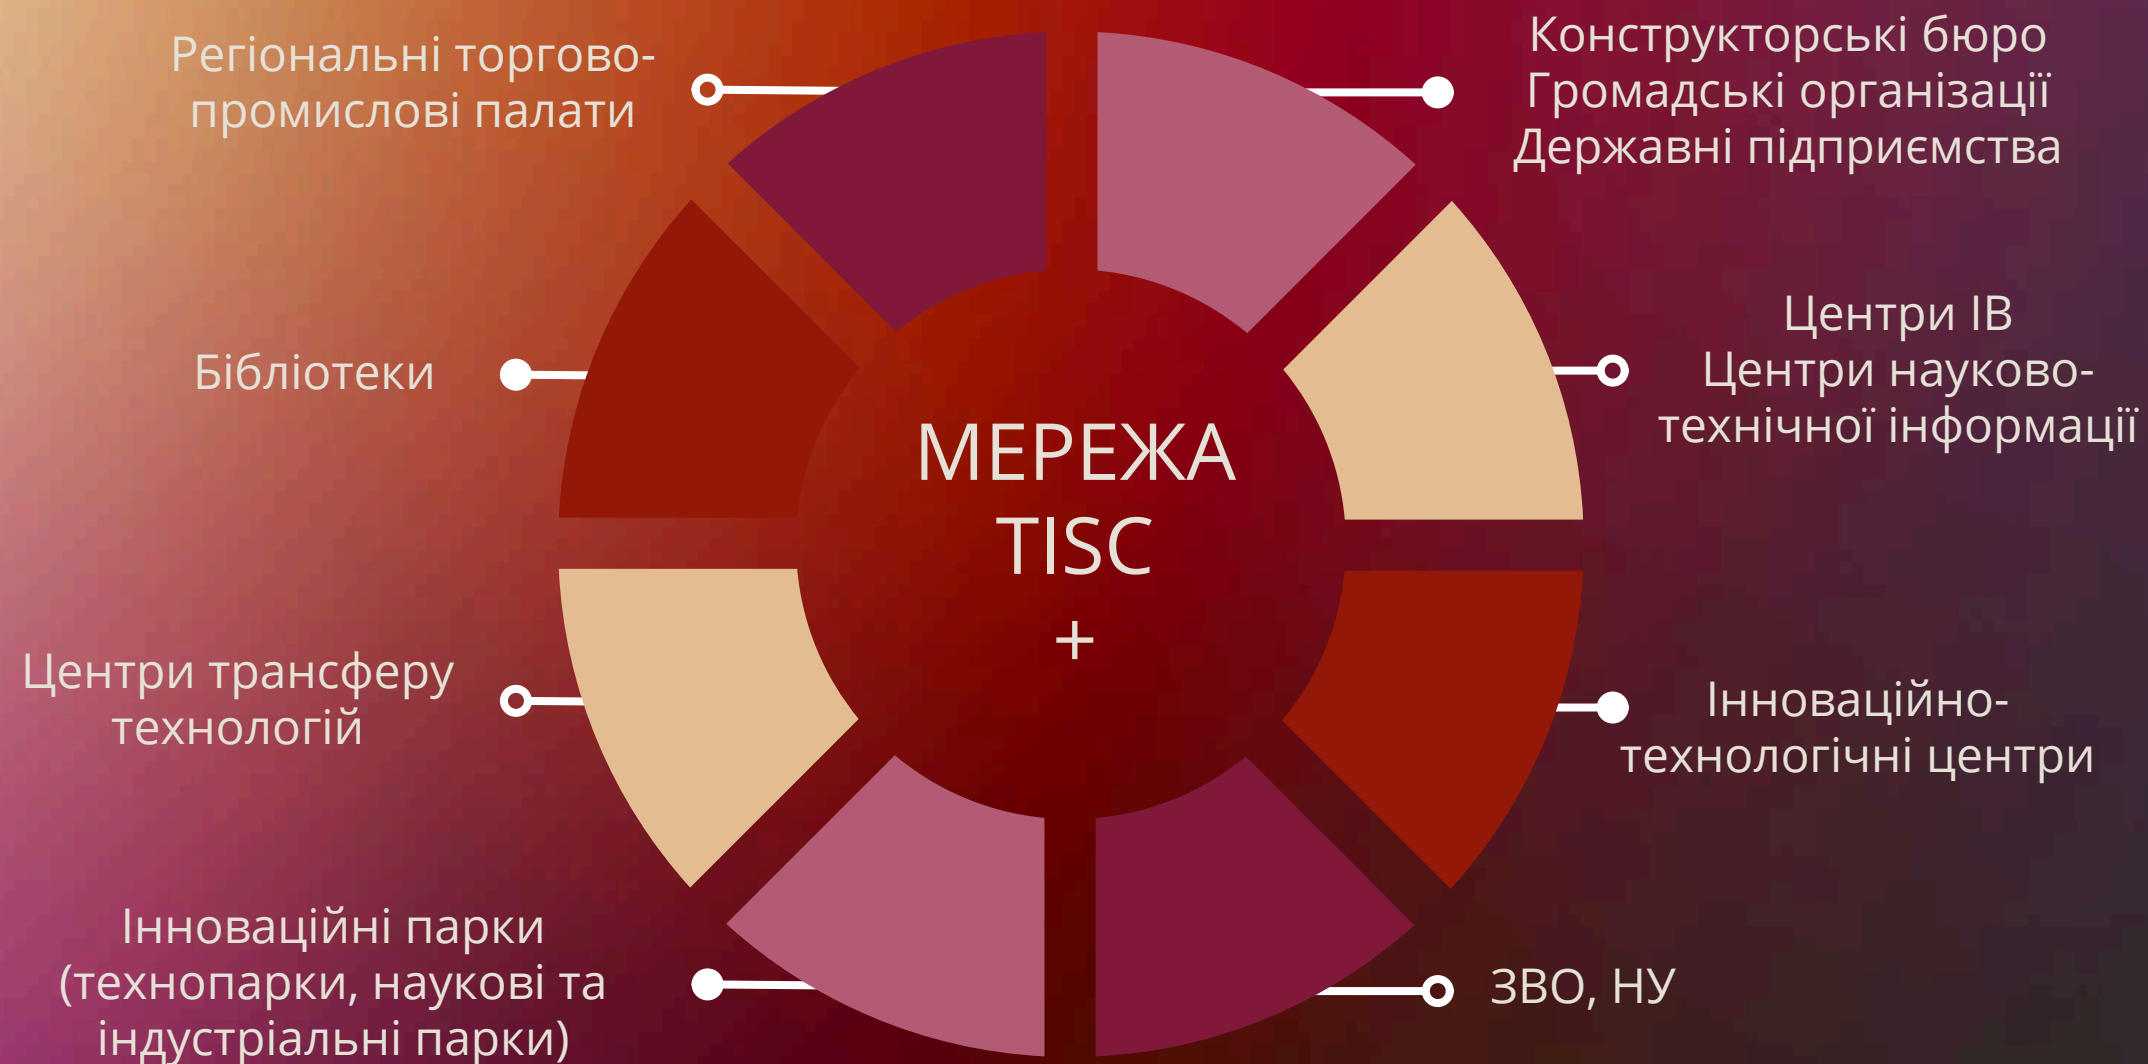 Регіональні торгово-
промислові палати
Конструкторські бюро
Громадські організації
Державні підприємства
Бібліотеки
Центри ІВ
Центри науково-
технічної інформації
МЕРЕЖА
TISC
+
Центри трансферу
технологій
Інноваційно-
технологічні центри
Інноваційні парки
(технопарки, наукові та
індустріальні парки)
ЗВО, НУ